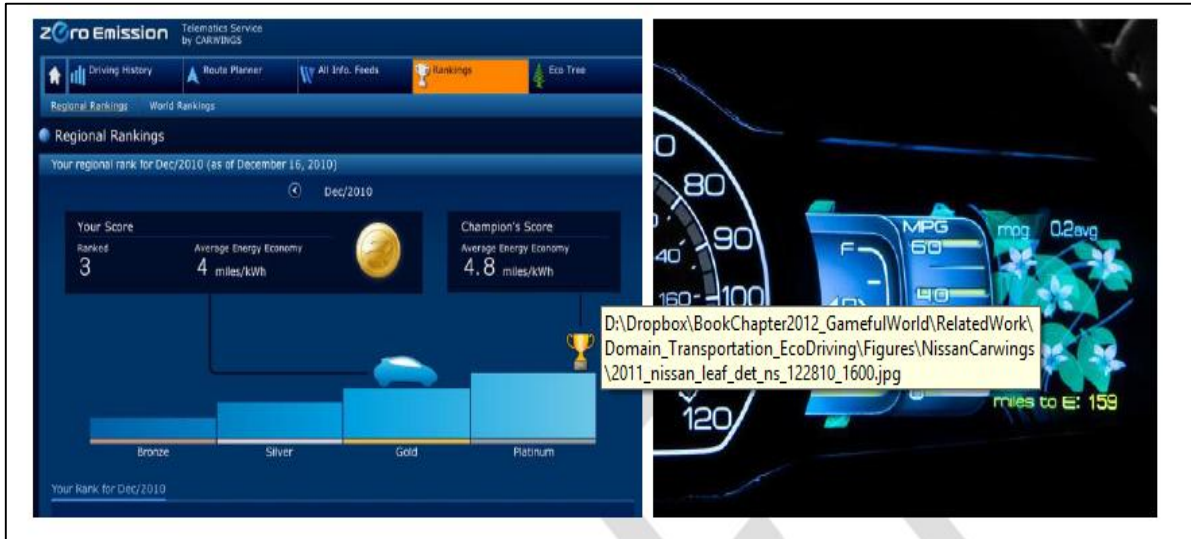 zero Emission
Telematics Service
by CARWINGS
Driving History
Route Planner
All Info. Feeds
Rankings
Eco Tree
Regional Rankings World Rankings
Regional Rankings
Your regional rank for Dec/2010 (as of December 16, 2010)
Dec/2010
Your Score
Ranked
3
Average Energy Economy
4 miles/kWh
Champion's Score
Average Energy Economy
4.8 miles/kWh
Bronze
Silver
Gold
Platinum
Your Rank for Dec/2010
80
90
100
120
160
F
MPG
60
40
mpg 0.2avg
miles to E: 159
D:\Dropbox\BookChapter2012_GamefulWorld\RelatedWork\
Domain_Transportation_EcoDriving\Figures\NissanCarwings
\2011_nissan_leaf_det_ns_122810_1600.jpg